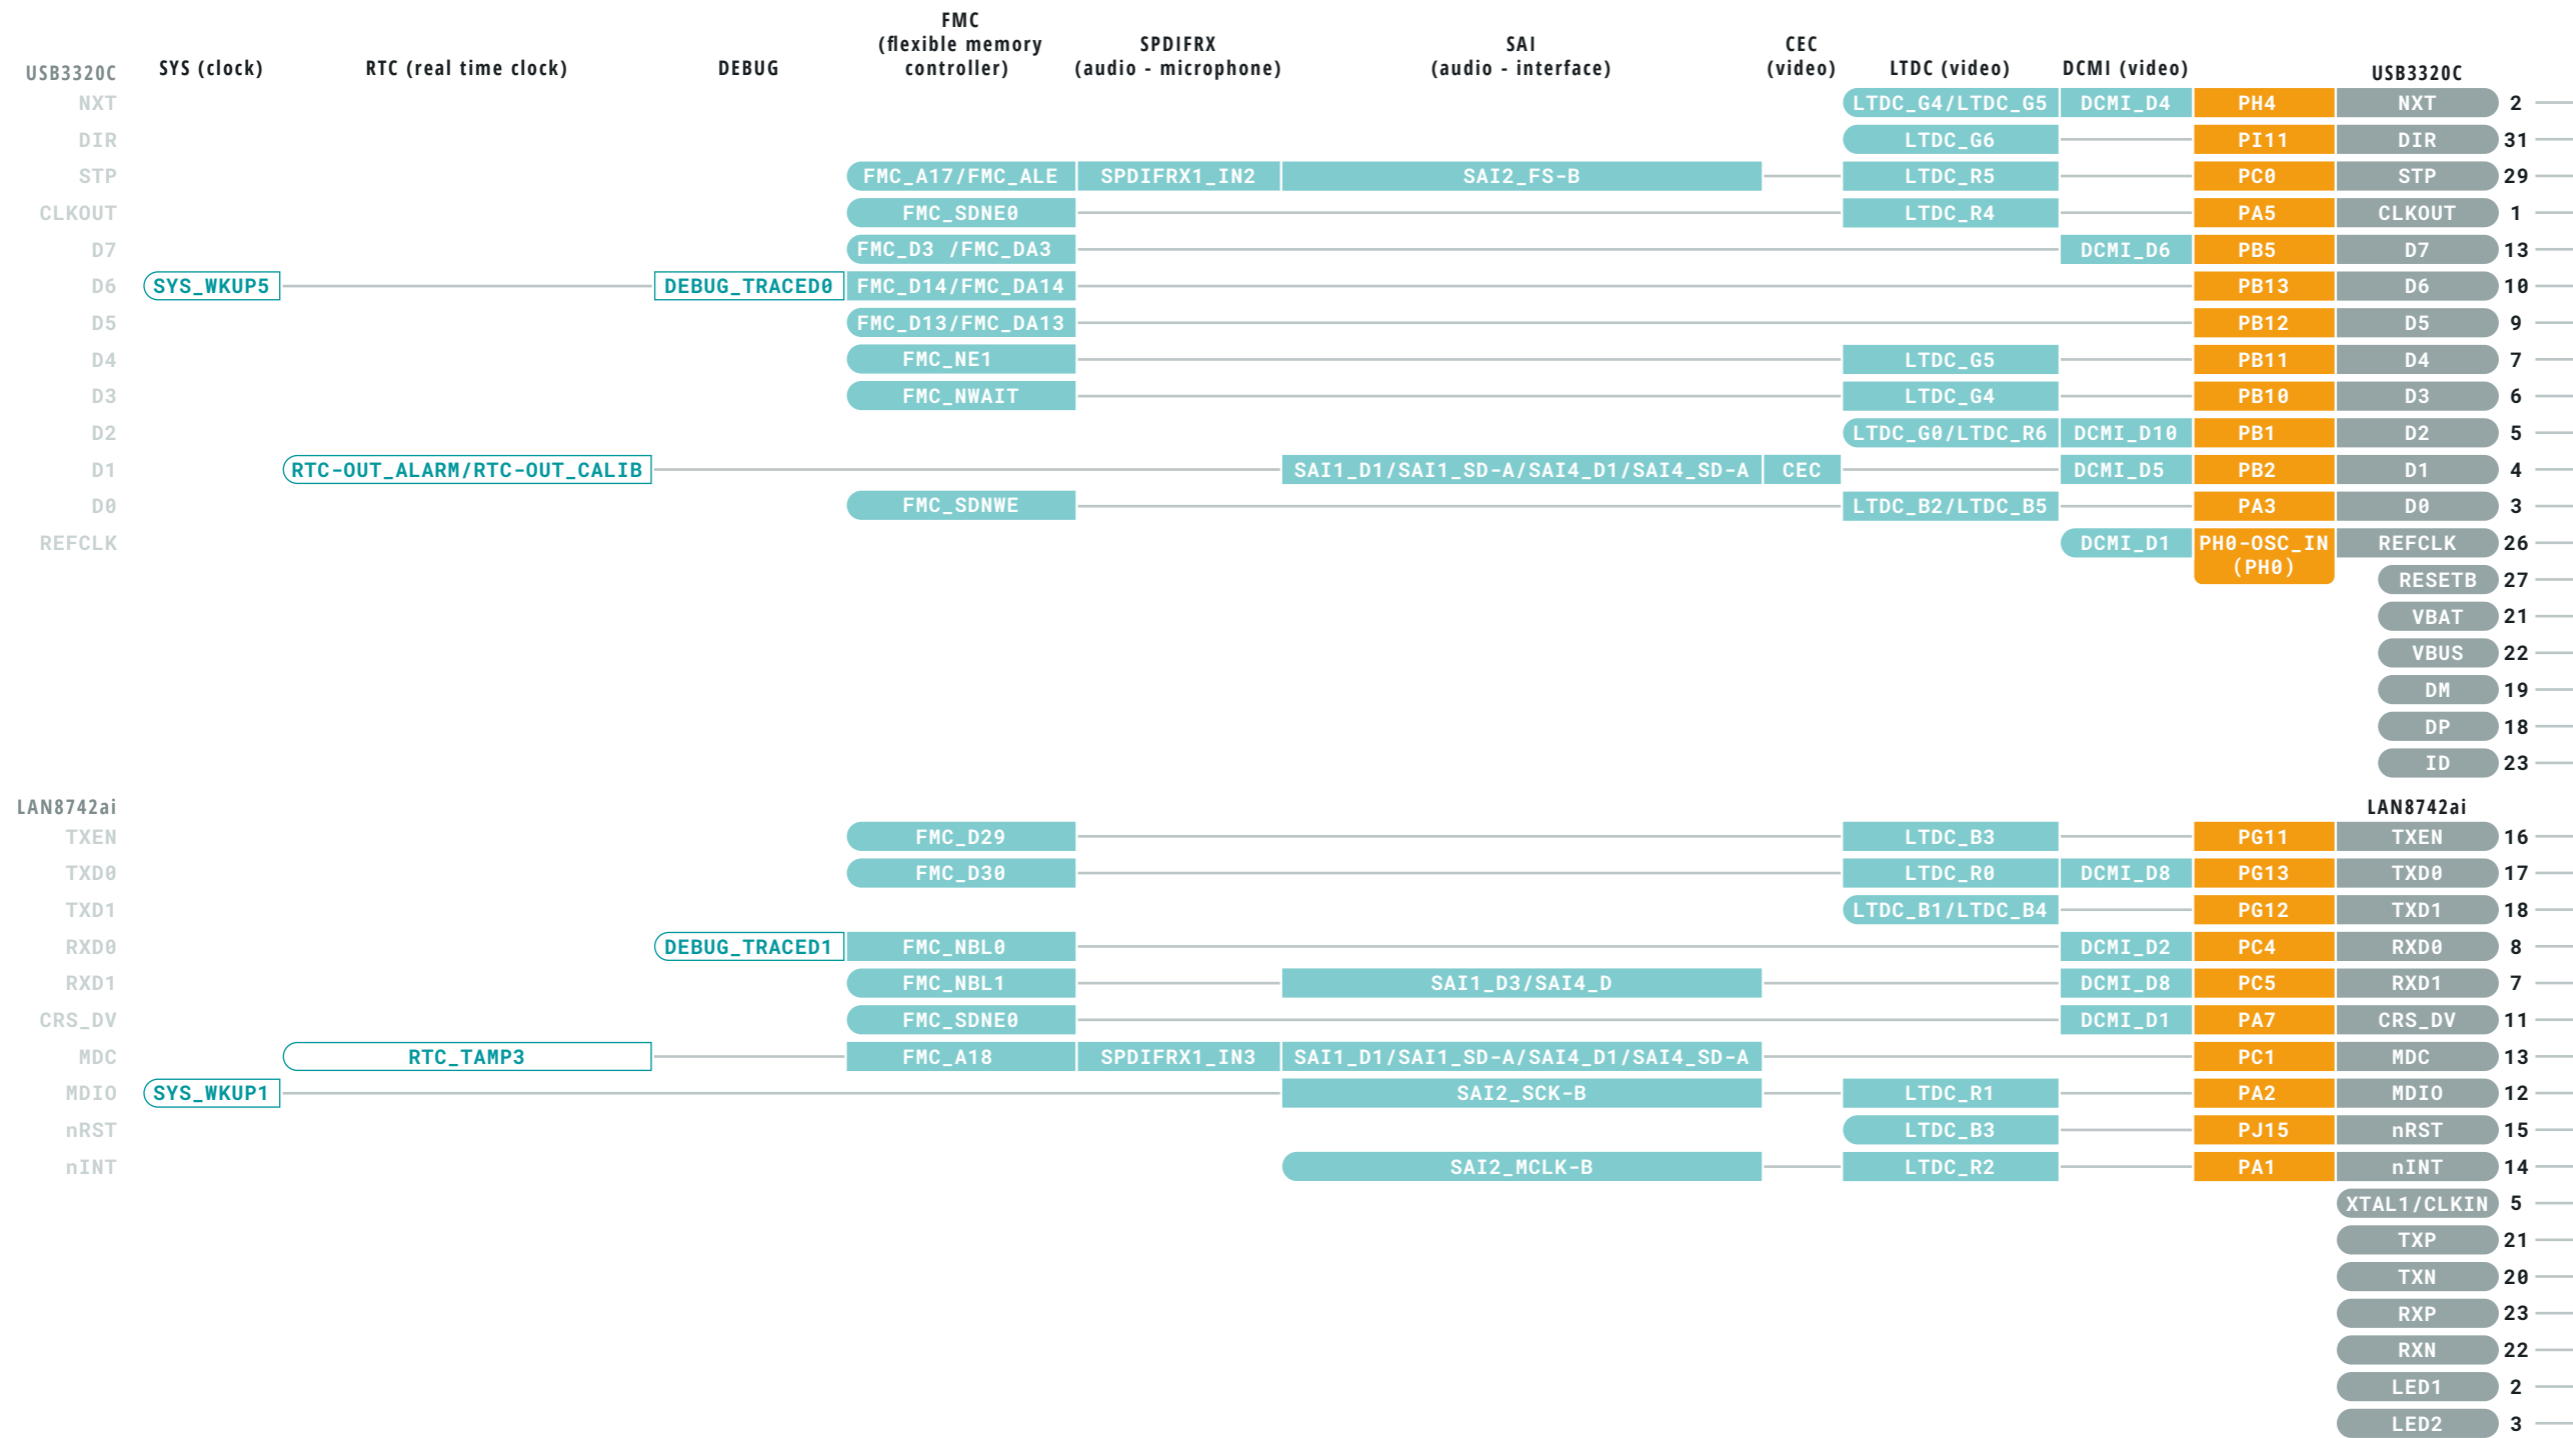 USB3320C SYS (clock) RTC (real time clock) DEBUG FMC (flexible memory controller) SPDIFRX (audio - microphone) SAI (audio - interface) CEC (video) LTDC (video) DCMI (video) USB3320C
NXT LTDC_G4/LTDC_G5 DCMI_D4 PH4 NXT 2
DIR LTDC_G6 PI11 DIR 31
STP FMC_A17/FMC_ALE SPDIFRX1_IN2 SAI2_FS-B LTDC_R5 PC0 STP 29
CLKOUT FMC_SDNE0 LTDC_R4 PA5 CLKOUT 1
D7 FMC_D3 /FMC_DA3 DCMI_D6 PB5 D7 13
D6 SYS_WKUP5 DEBUG_TRACED0 FMC_D14/FMC_DA14 PB13 D6 10
D5 FMC_D13/FMC_DA13 PB12 D5 9
D4 FMC_NE1 LTDC_G5 PB11 D4 7
D3 FMC_NWAIT LTDC_G4 PB10 D3 6
D2 LTDC_G0/LTDC_R6 DCMI_D10 PB1 D2 5
D1 RTC-OUT_ALARM/RTC-OUT_CALIB SAI1_D1/SAI1_SD-A/SAI4_D1/SAI4_SD-A CEC DCMI_D5 PB2 D1 4
D0 FMC_SDNWE LTDC_B2/LTDC_B5 PA3 D0 3
REFCLK DCMI_D1 PH0-OSC_IN (PH0) REFCLK 26
RESETB 27
VBAT 21
VBUS 22
DM 19
DP 18
ID 23
LAN8742ai LAN8742ai
TXEN FMC_D29 LTDC_B3 PG11 TXEN 16
TXD0 FMC_D30 LTDC_R0 DCMI_D8 PG13 TXD0 17
TXD1 LTDC_B1/LTDC_B4 PG12 TXD1 18
RXD0 DEBUG_TRACED1 FMC_NBL0 DCMI_D2 PC4 RXD0 8
RXD1 FMC_NBL1 SAI1_D3/SAI4_D DCMI_D8 PC5 RXD1 7
CRS_DV FMC_SDNE0 DCMI_D1 PA7 CRS_DV 11
MDC RTC_TAMP3 FMC_A18 SPDIFRX1_IN3 SAI1_D1/SAI1_SD-A/SAI4_D1/SAI4_SD-A PC1 MDC 13
MDIO SYS_WKUP1 SAI2_SCK-B LTDC_R1 PA2 MDIO 12
nRST LTDC_B3 PJ15 nRST 15
nINT SAI2_MCLK-B LTDC_R2 PA1 nINT 14
XTAL1/CLKIN 5
TXP 21
TXN 20
RXP 23
RXN 22
LED1 2
LED2 3